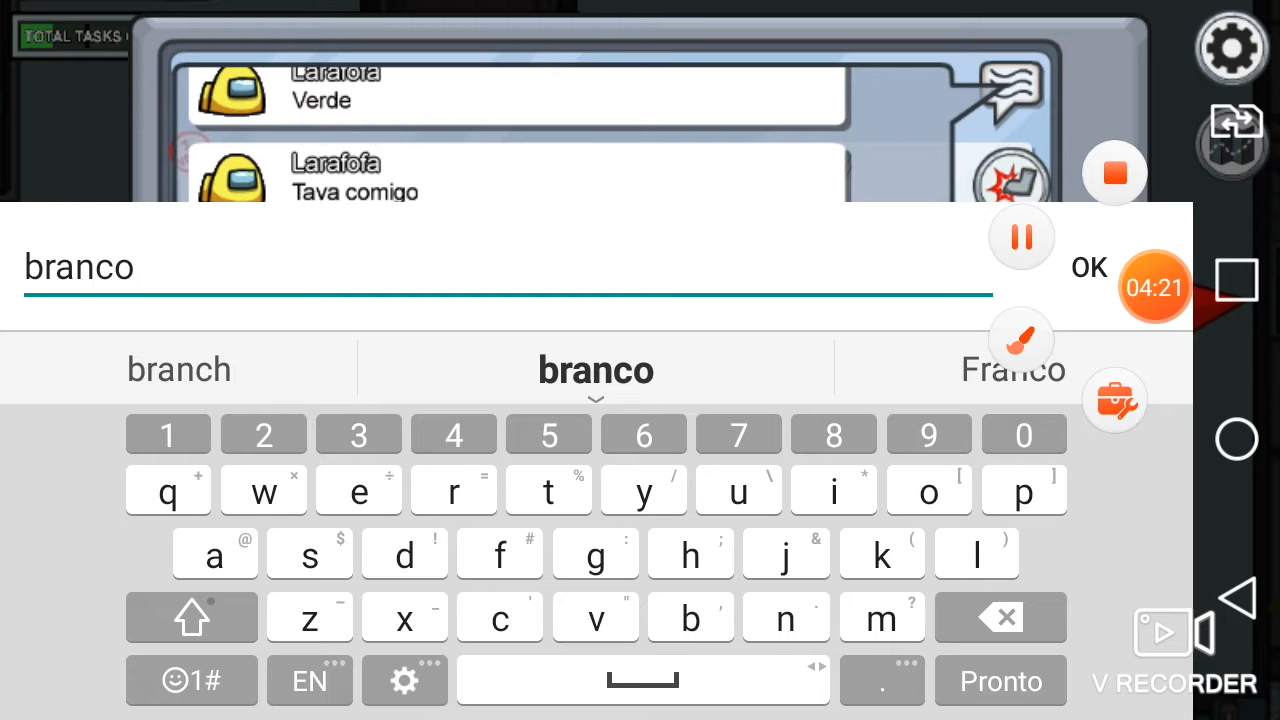 TOTAL TASKS
Larafofa
Verde
Larafofa
Tava comigo
branco
OK
04:21
branch
branco
Franco
1 2 3 4 5 6 7 8 9 0
+ × ÷ = % / \ * [ ]
q w e r t y u i o p
@ $ ! # : ; & ( )
a s d f g h j k l
- _ ' " , . ?
z x c v b n m
1# EN . Pronto
V RECORDER